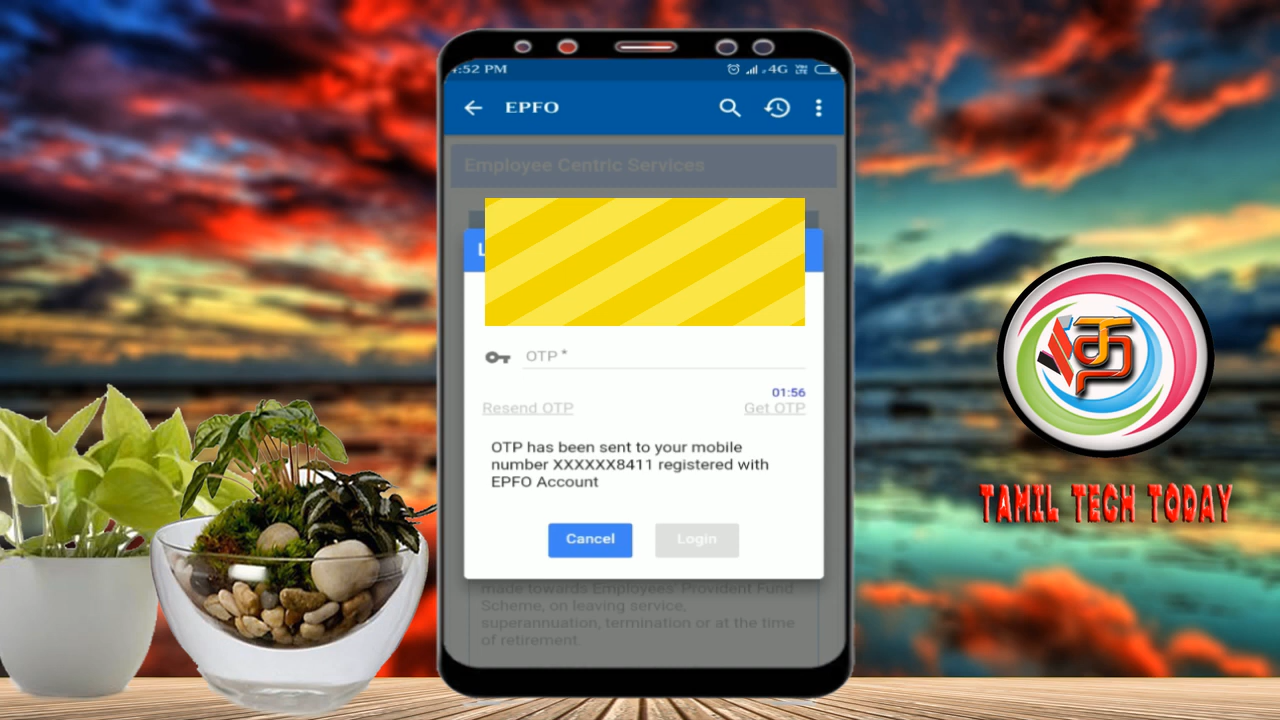 :52 PM
4G
EPFO
Employee Centric Services
OTP *
01:56
Resend OTP
Get OTP
OTP has been sent to your mobile
number XXXXXX8411 registered with
EPFO Account
Cancel
Login
made towards Employees' Provident Fund
Scheme, on leaving service,
superannuation, termination or at the time
of retirement
TAMIL TECH TODAY